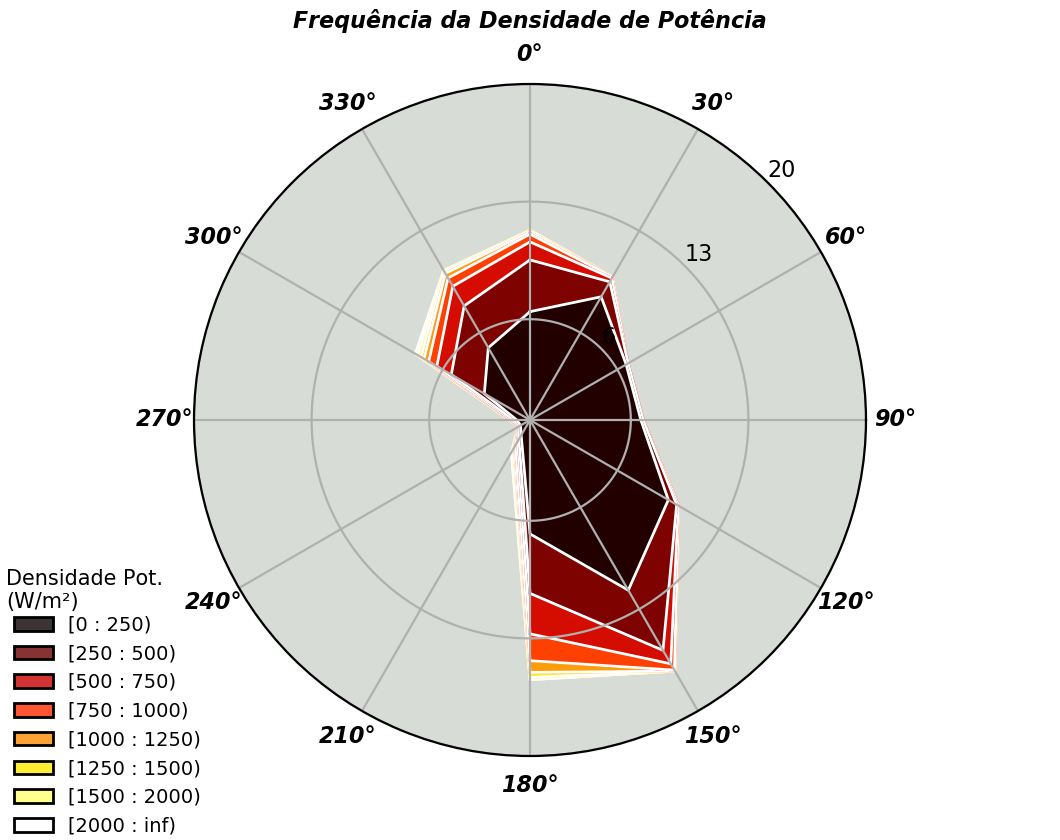 Frequência da Densidade de Potência
0°
330°
30°
20
300°
60°
13
6
270°
90°
240°
120°
210°
150°
180°
Densidade Pot.
(W/m²)
[0 : 250)
[250 : 500)
[500 : 750)
[750 : 1000)
[1000 : 1250)
[1250 : 1500)
[1500 : 2000)
[2000 : inf)